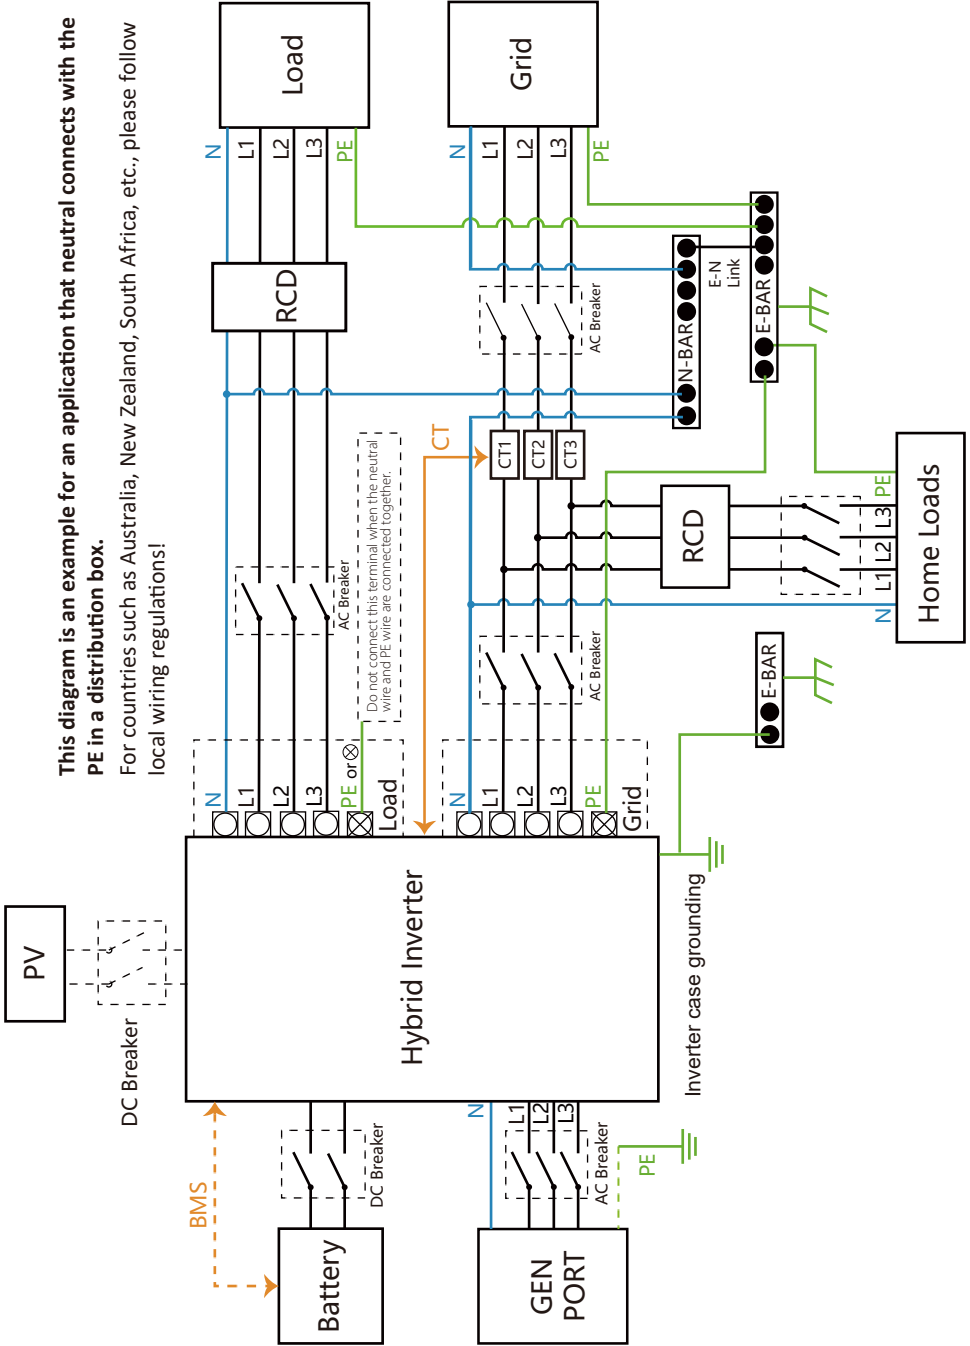 This diagram is an example for an application that neutral connects with the
PE in a distribution box.
For countries such as Australia, New Zealand, South Africa, etc., please follow
local wiring regulations!
PV
DC Breaker
BMS
Battery
DC Breaker
Hybrid Inverter
GEN
PORT
N
L1
L2
L3
AC Breaker
PE
Inverter case grounding
N
L1
L2
L3
PE or
Load
AC Breaker
Do not connect this terminal when the neutral
wire and PE wire are connected together.
RCD
N
L1
L2
L3
PE
Load
CT
N
L1
L2
L3
PE
Grid
AC Breaker
CT1
CT2
CT3
AC Breaker
N
L1
L2
L3
PE
Grid
RCD
N-BAR
E-N
Link
E-BAR
E-BAR
N
L1
L2
L3
PE
Home Loads